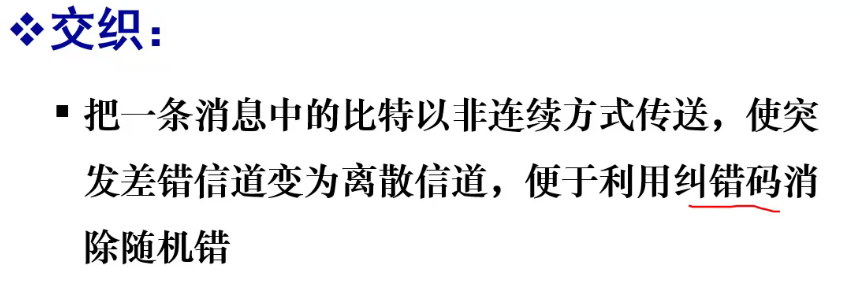 ❖交织：
▪ 把一条消息中的比特以非连续方式传送，使突
发差错信道变为离散信道，便于利用纠错码消
除随机错